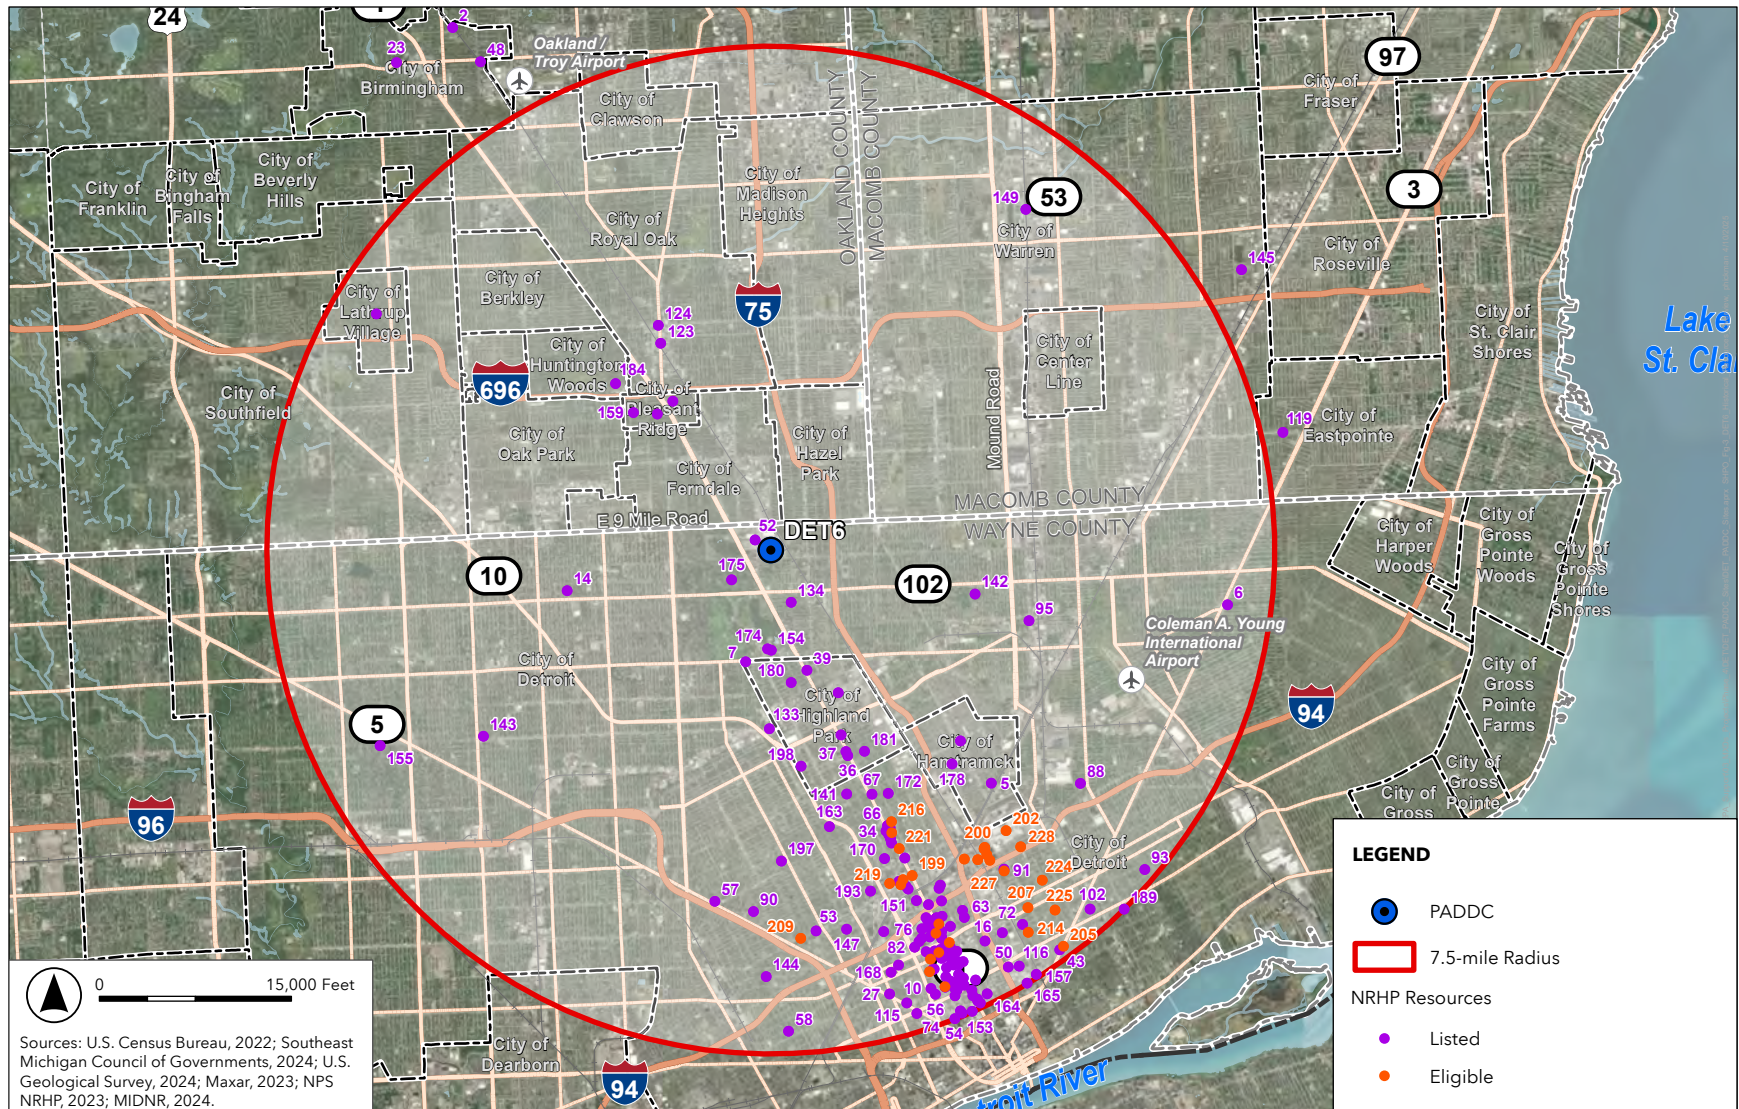 24
2
23
48
City of
Birmingham
Oakland /
Troy Airport
City of
Clawson
OAKLAND COUNTY
MACOMB COUNTY
97
City of
Fraser
3
City of
Franklin
City of
Bingham
Falls
City of
Beverly
Hills
City of
Madison
Heights
City of
Royal Oak
149
53
City of
Warren
City of
Roseville
145
City of
Berkley
City of
Lathrup
Village
75
124
123
City of
St. Clair
Shores
Lake
St. Clai
City of
Huntington
Woods
184
696
City of
Pleasant
Ridge
159
City of
Center
Line
Mound Road
City of
Southfield
City of
Oak Park
City of
Hazel
Park
City of
Ferndale
119
City of
Eastpointe
MACOMB COUNTY
WAYNE COUNTY
E 9 Mile Road
52
DET6
City of
Harper
Woods
City of
Gross
Pointe
Woods
City of
Gross
Pointe
Shores
10
14
175
134
102
142
95
6
Coleman A. Young
International
Airport
174
154
7
180
39
City of
Detroit
City of
Highland
Park
City of
Gross
Pointe
Farms
94
5
155
143
133
198
37
36
181
City of
Hamtramck
178
5
88
City of
Gross
Pointe
City of
Gross
96
141
67
172
163
66
34
216
221
170
200
202
228
City of
Detroit
197
219
199
91
227
224
93
193
151
207
225
102
189
57
90
209
53
147
76
82
63
16
72
214
205
50
116
43
157
165
168
144
27
10
115
56
74
54
153
164
58
City of
Dearborn
94
troit River
0
15,000 Feet
Sources: U.S. Census Bureau, 2022; Southeast
Michigan Council of Governments, 2024; U.S.
Geological Survey, 2024; Maxar, 2023; NPS
NRHP, 2023; MIDNR, 2024.
LEGEND
PADDC
7.5-mile Radius
NRHP Resources
Listed
Eligible